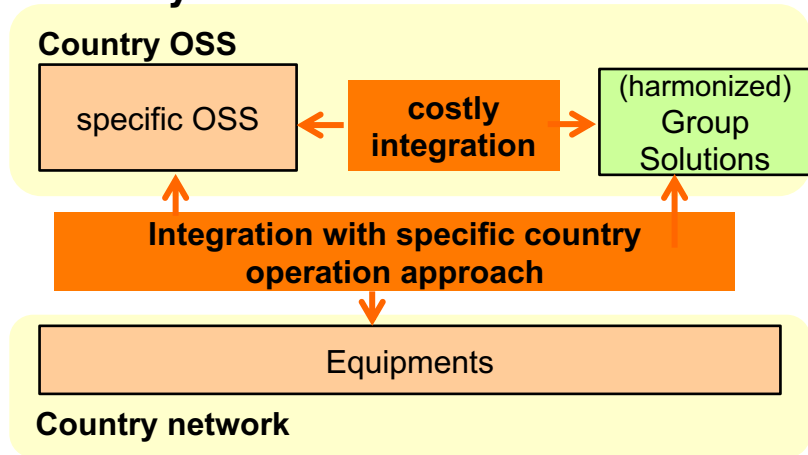 Country OSS
specific OSS
costly
integration
(harmonized)
Group
Solutions
Integration with specific country
operation approach
Equipments
Country network